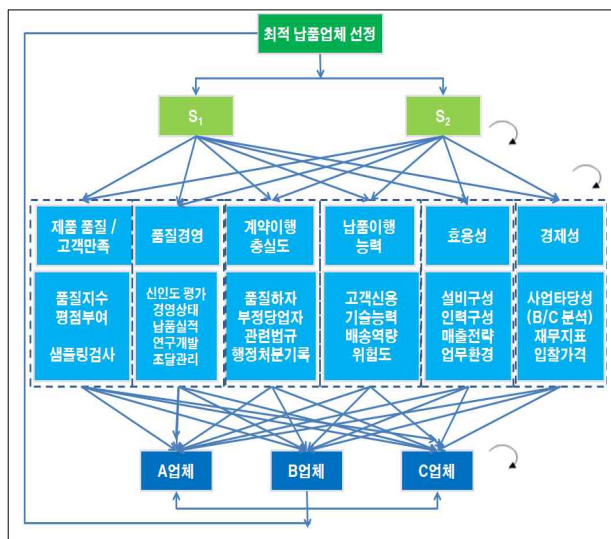 최적 납품업체 선정
S1
S2
제품 품질 /
고객만족
품질경영
계약이행
충실도
납품이행
능력
효용성
경제성
품질지수
평점부여
샘플링검사
신인도 평가
경영상태
납품실적
연구개발
조달관리
품질하자
부정당업자
관련법규
행정처분기록
고객신용
기술능력
배송역량
위험도
설비구성
인력구성
매출전략
업무환경
사업타당성
(B/C 분석)
재무지표
입찰가격
A업체
B업체
C업체